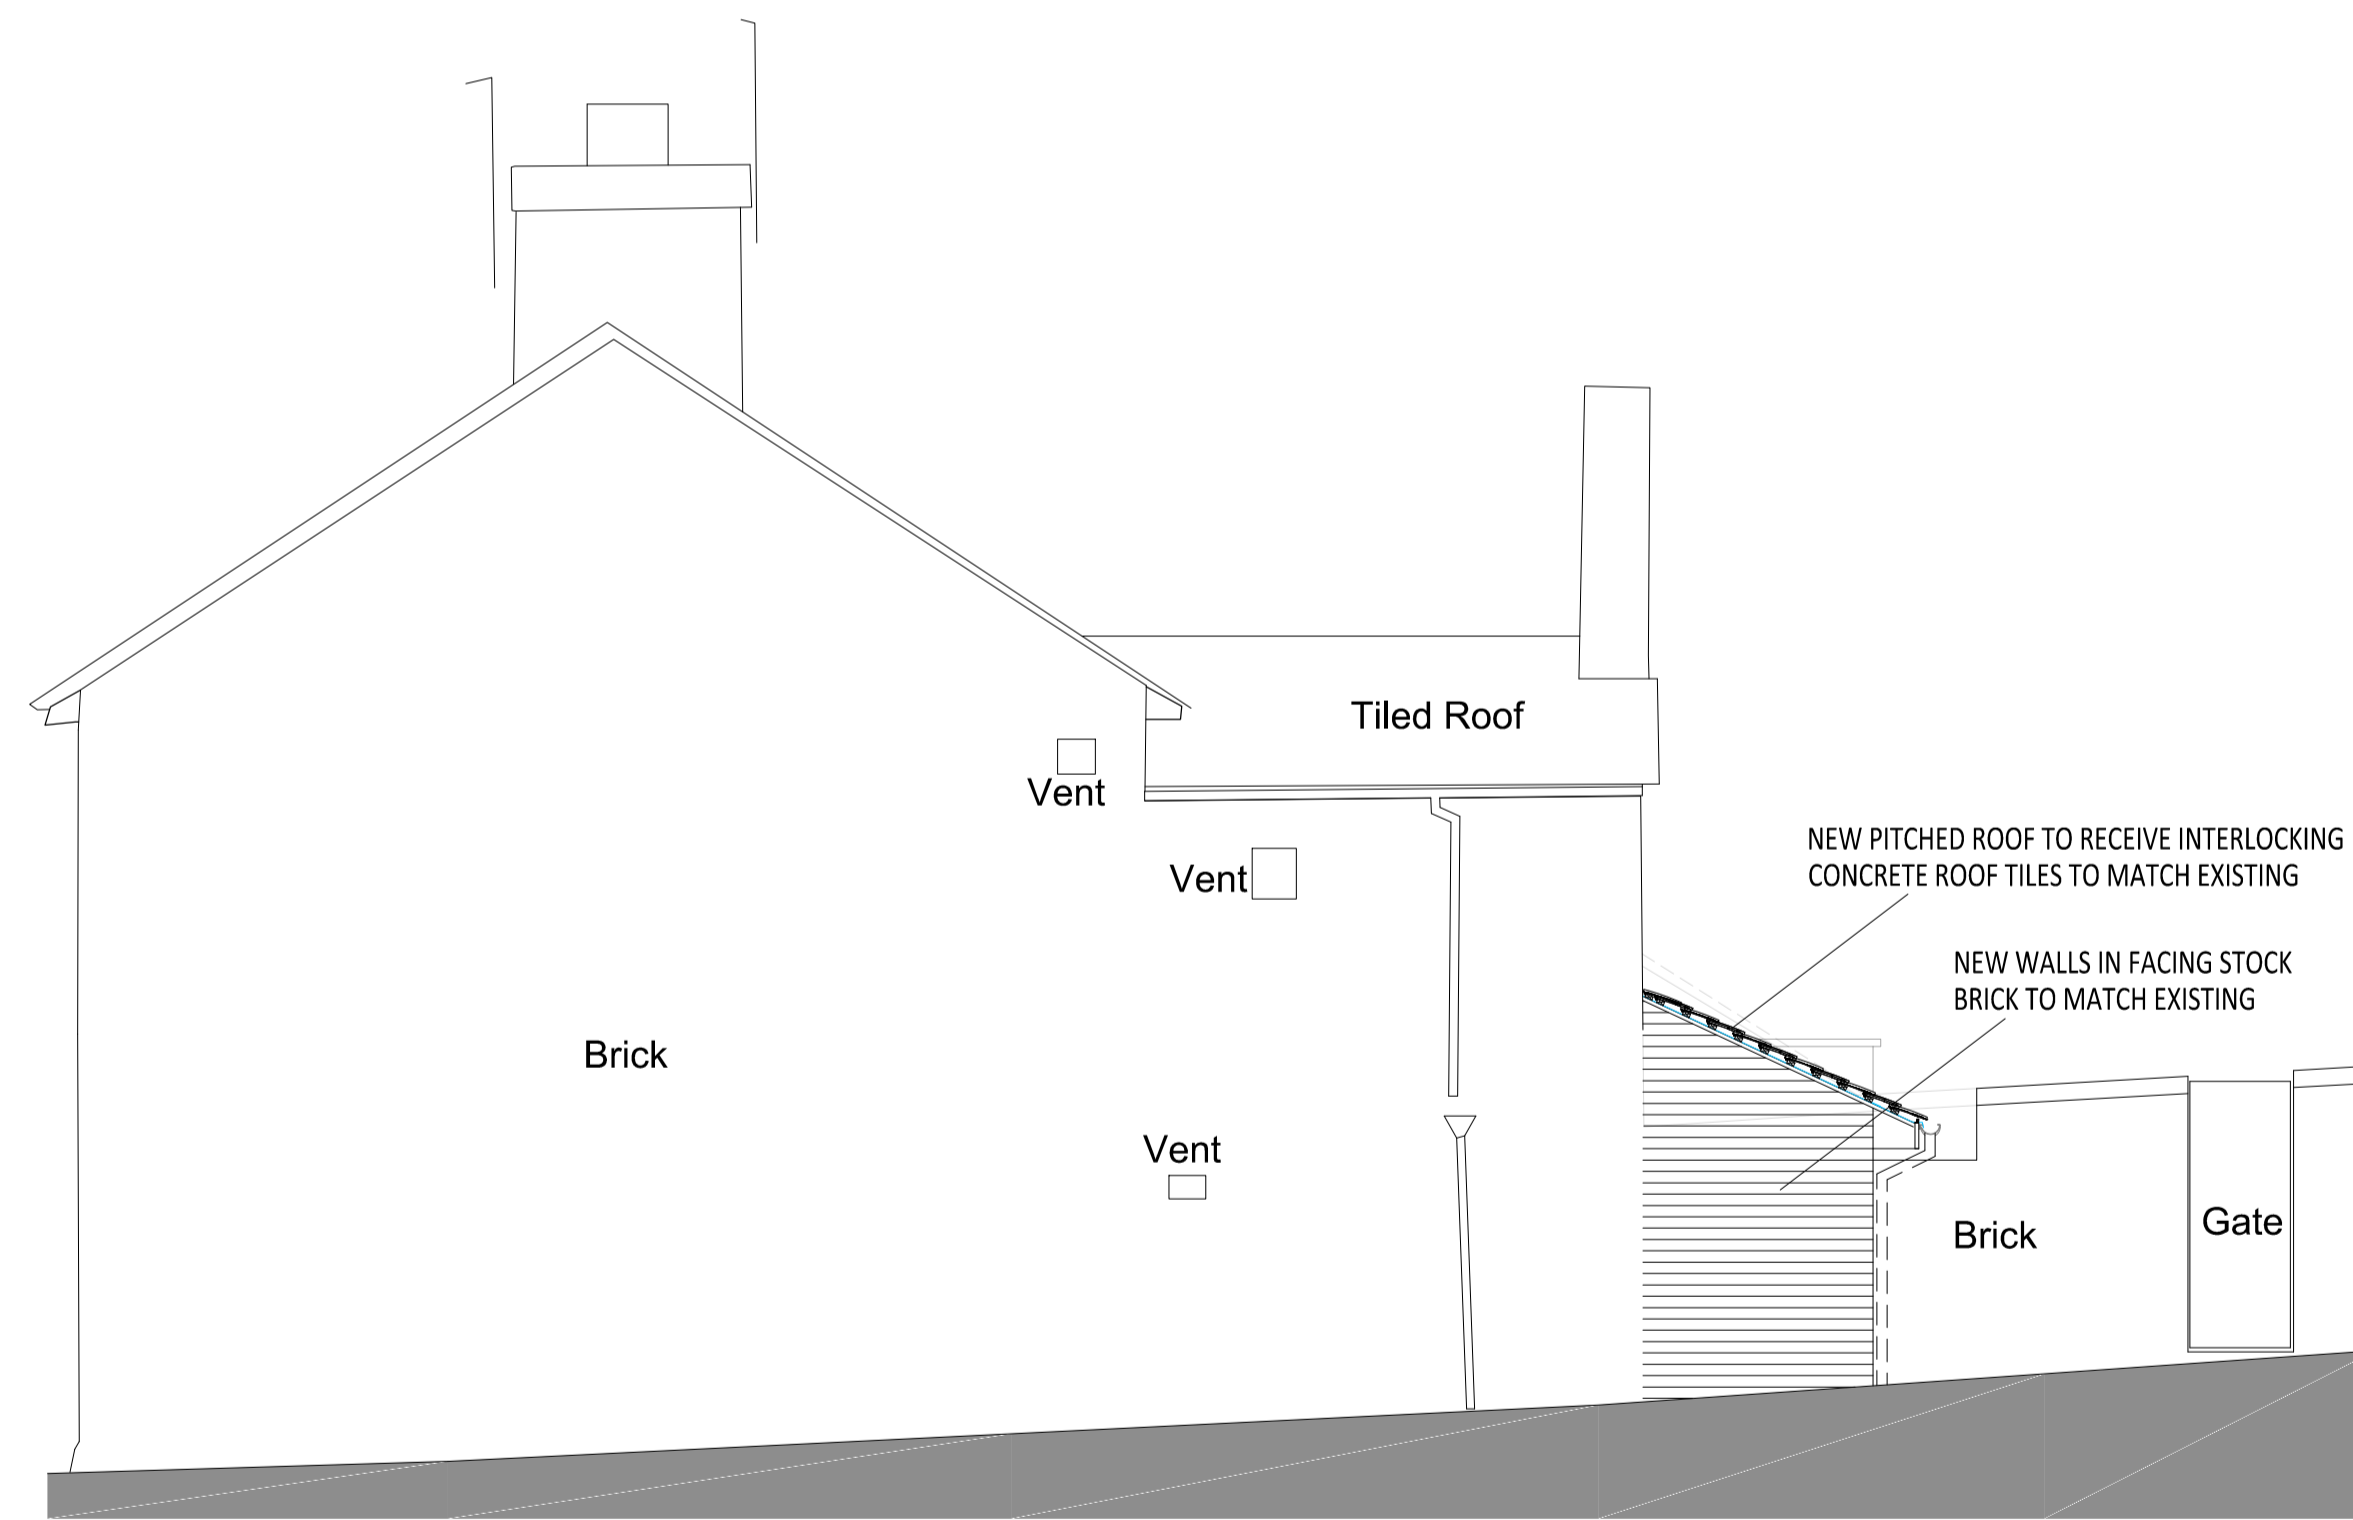 Tiled Roof
Vent
Vent
NEW PITCHED ROOF TO RECEIVE INTERLOCKING
CONCRETE ROOF TILES TO MATCH EXISTING
NEW WALLS IN FACING STOCK
BRICK TO MATCH EXISTING
Brick
Vent
Brick
Gate